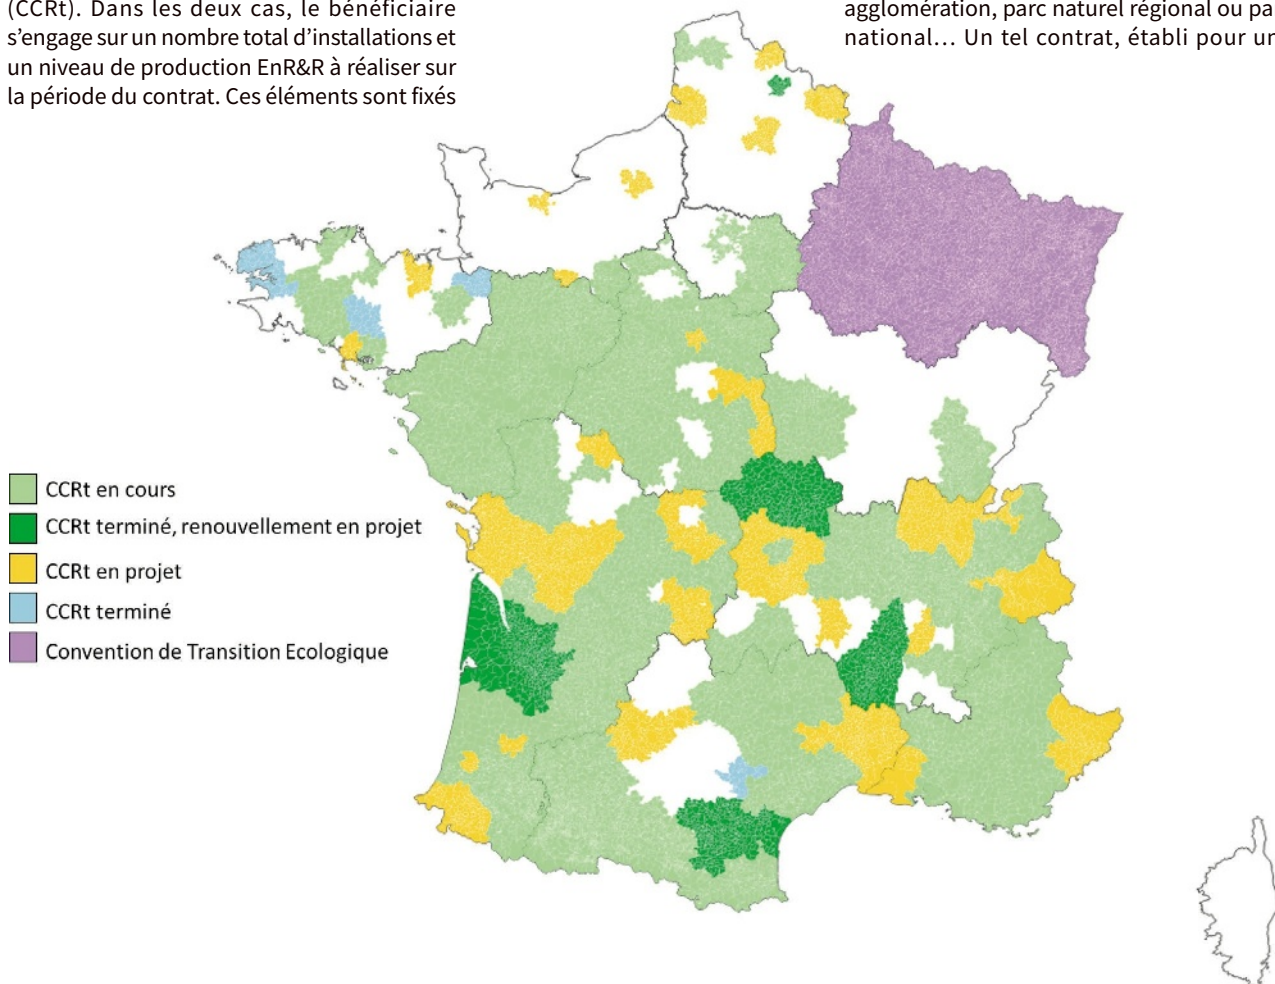 (CCRt). Dans les deux cas, le bénéficiaire
s’engage sur un nombre total d’installations et
un niveau de production EnR&R à réaliser sur
la période du contrat. Ces éléments sont fixés
agglomération, parc naturel régional ou pa
national… Un tel contrat, établi pour un
CCRt en cours
CCRt terminé, renouvellement en projet
CCRt en projet
CCRt terminé
Convention de Transition Ecologique